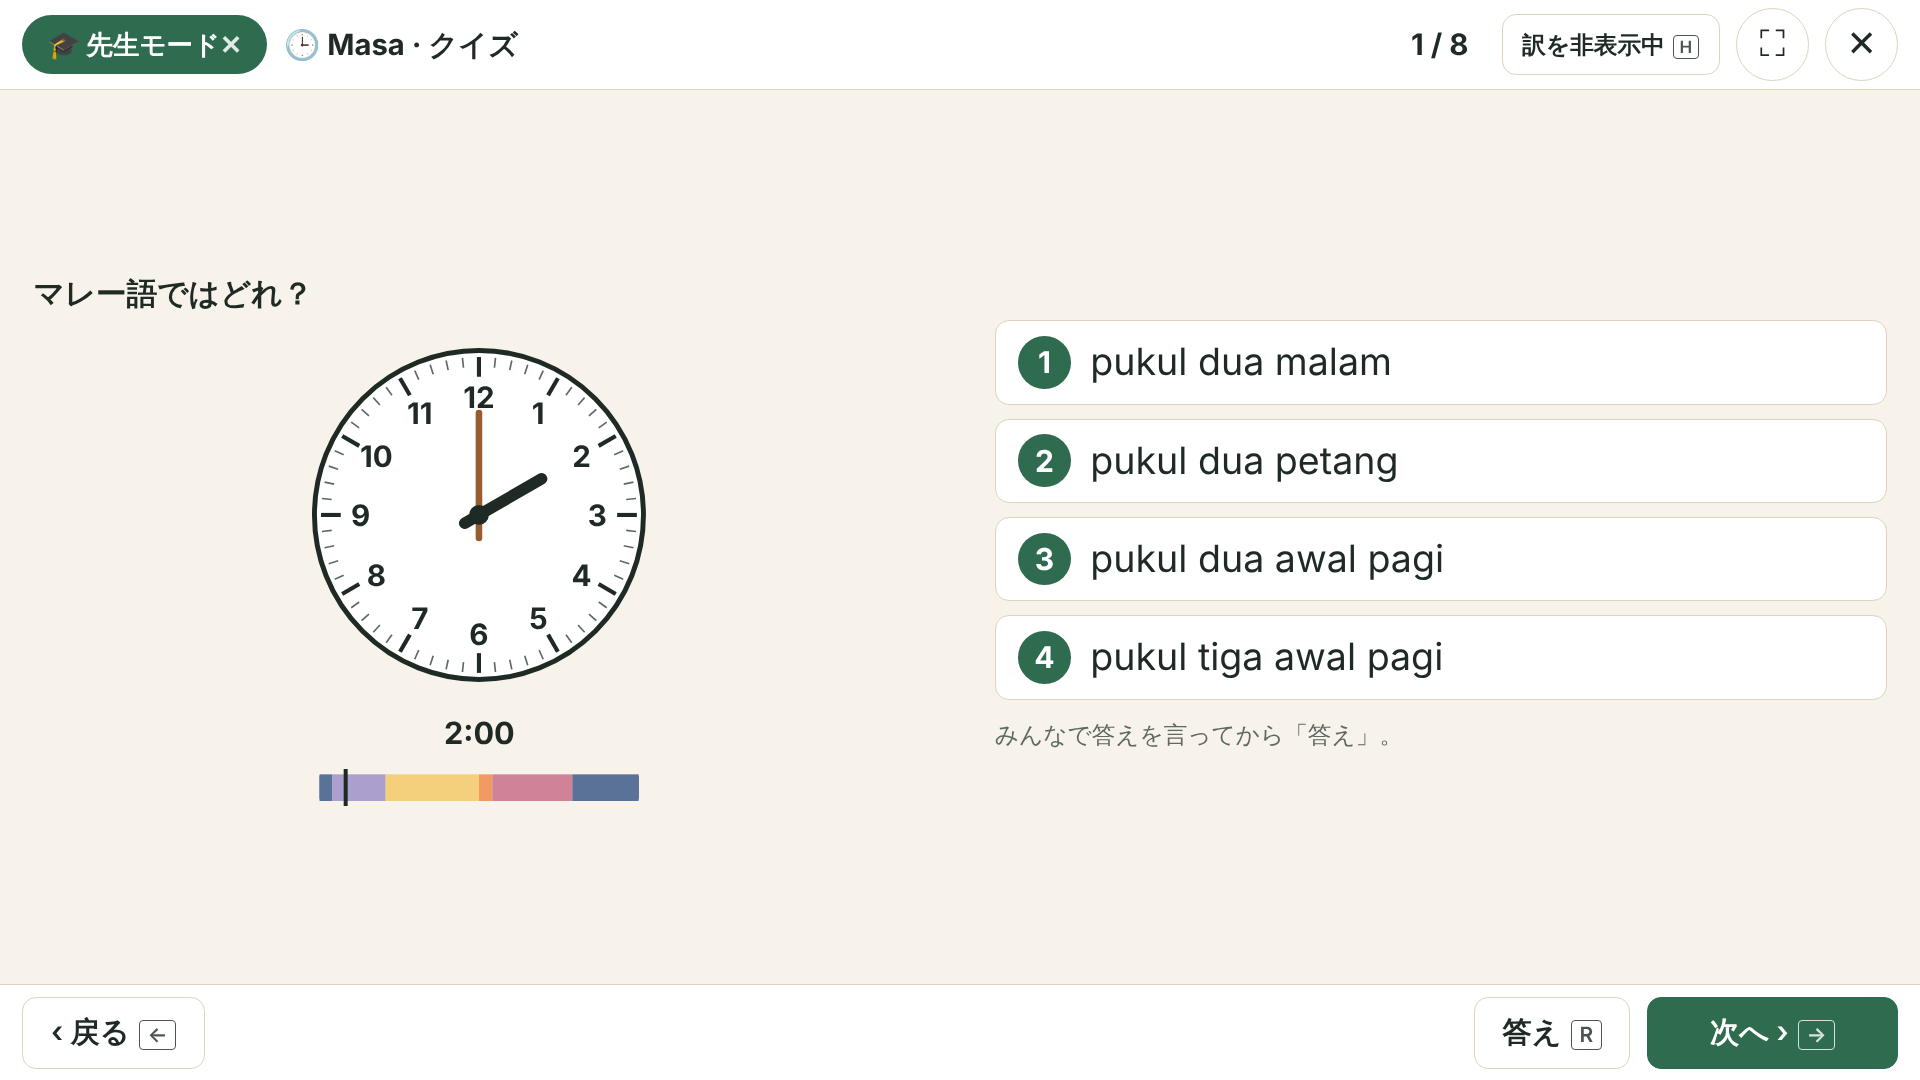 🎓 先生モード✕
🕒 Masa · クイズ
1 / 8
訳を非表示中 H
✕
マレー語ではどれ？
12
1
2
3
4
5
6
7
8
9
10
11
2:00
1 pukul dua malam
2 pukul dua petang
3 pukul dua awal pagi
4 pukul tiga awal pagi
みんなで答えを言ってから「答え」。
‹ 戻る ←
答え R
次へ › →